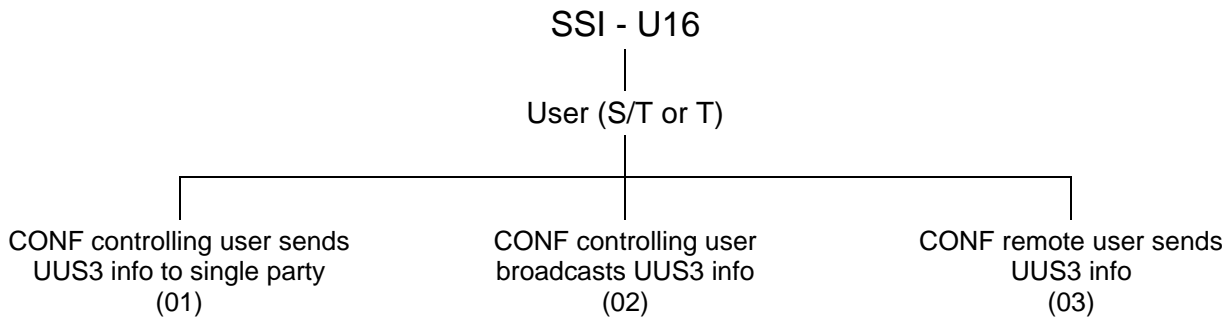 SSI - U16
User (S/T or T)
CONF controlling user sends
UUS3 info to single party
(01)
CONF controlling user
broadcasts UUS3 info
(02)
CONF remote user sends
UUS3 info
(03)